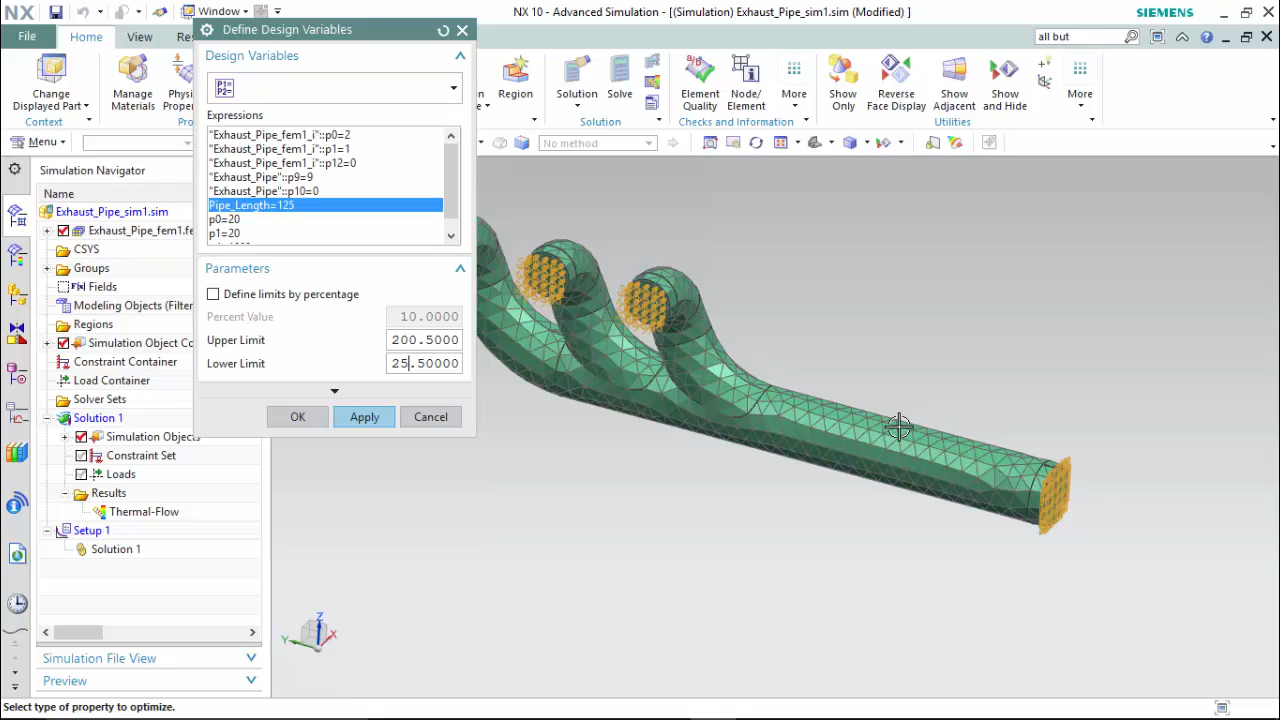 NX
Window
NX 10 - Advanced Simulation - [(Simulation) Exhaust_Pipe_sim1.sim (Modified) ]
SIEMENS
File
Home
View
all but
Change
Displayed Part
Manage
Materials
Region
Solution
Solve
Element
Quality
Node/
Element
More
Show
Only
Reverse
Face Display
Show
Adjacent
Show
and Hide
More
Context
Solution
Checks and Information
Utilities
Menu
No method
Simulation Navigator
Name
Exhaust_Pipe_sim1.sim
Exhaust_Pipe_fem1.fe
CSYS
Groups
Fields
Modeling Objects (Filter
Regions
Simulation Object Co
Constraint Container
Load Container
Solver Sets
Solution 1
Simulation Objects
Constraint Set
Loads
Results
Thermal-Flow
Setup 1
Solution 1
Simulation File View
Preview
Select type of property to optimize.
Define Design Variables
Design Variables
P1=
P2=
Expressions
"Exhaust_Pipe_fem1_i"::p0=2
"Exhaust_Pipe_fem1_i"::p1=1
"Exhaust_Pipe_fem1_i"::p12=0
"Exhaust_Pipe"::p9=9
"Exhaust_Pipe"::p10=0
Pipe_Length=125
p0=20
p1=20
Parameters
Define limits by percentage
Percent Value 10.0000
Upper Limit 200.5000
Lower Limit 25.50000
OK Apply Cancel
Z
Y
X